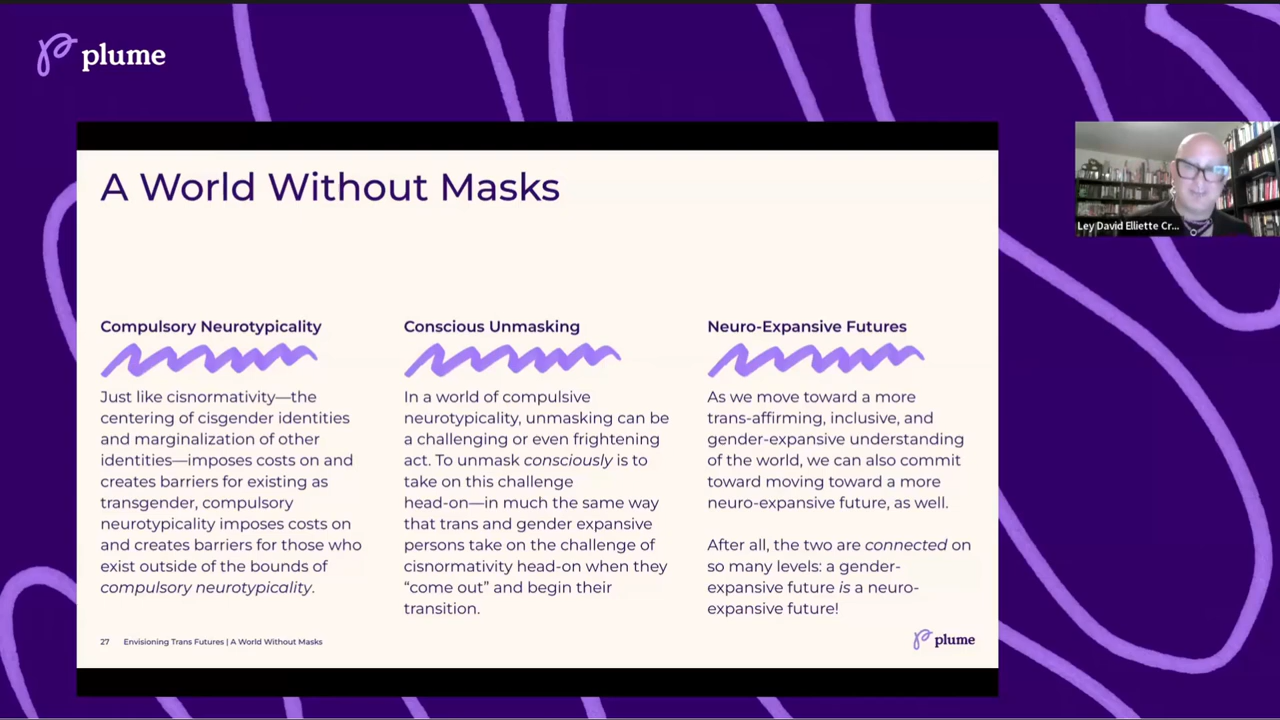 plume
A World Without Masks
Ley David Elliette Cr...
Compulsory Neurotypicality
Just like cisnormativity—the
centering of cisgender identities
and marginalization of other
identities—imposes costs on and
creates barriers for existing as
transgender, compulsory
neurotypicality imposes costs on
and creates barriers for those who
exist outside of the bounds of
compulsory neurotypicality.
Conscious Unmasking
In a world of compulsive
neurotypicality, unmasking can be
a challenging or even frightening
act. To unmask consciously is to
take on this challenge
head-on—in much the same way
that trans and gender expansive
persons take on the challenge of
cisnormativity head-on when they
“come out” and begin their
transition.
Neuro-Expansive Futures
As we move toward a more
trans-affirming, inclusive, and
gender-expansive understanding
of the world, we can also commit
toward moving toward a more
neuro-expansive future, as well.
After all, the two are connected on
so many levels: a gender-
expansive future is a neuro-
expansive future!
27 Envisioning Trans Futures | A World Without Masks
plume